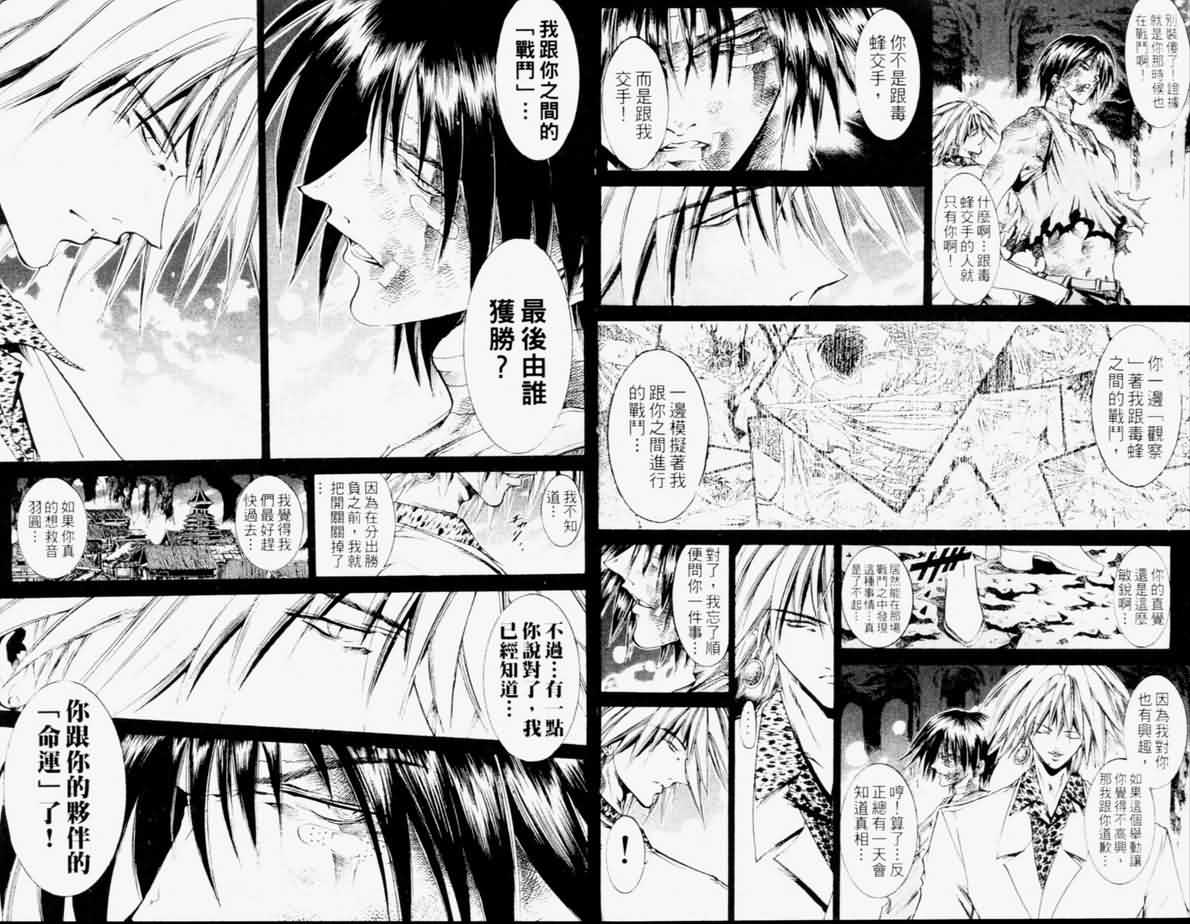 別裝傻了!證據
就是你那時候也
在戰鬥啊!
什麼啊…跟毒
蜂交手的人就
只有你啊!
你不是跟毒
蜂交手,
而是跟我
交手!
你一邊「觀察
」著我跟毒蜂
之間的戰鬥,
一邊模擬著我
跟你之間進行
的戰鬥…
你的直覺
還是這麼
敏銳啊…
居然能在那場
戰鬥之中發現
這種事情…真
是了不起…
因為我對你
也有興趣,
如果這個舉動讓
你覺得不高興,
那我跟你道歉…
哼!算了…反
正總有一天會
知道真相…
…
對了,我忘了順
便問你一件事…
!
我跟你之間的
「戰鬥」…
最後由誰
獲勝?
我不知
道…
因為在分出勝
負之前,我就
把開關關掉了
…
我覺得我
們最好趕
快過去…
如果你真
的想救音
羽圓…
不過…有一點
你說對了,我
已經知道…
你跟你的夥伴的
「命運」了!